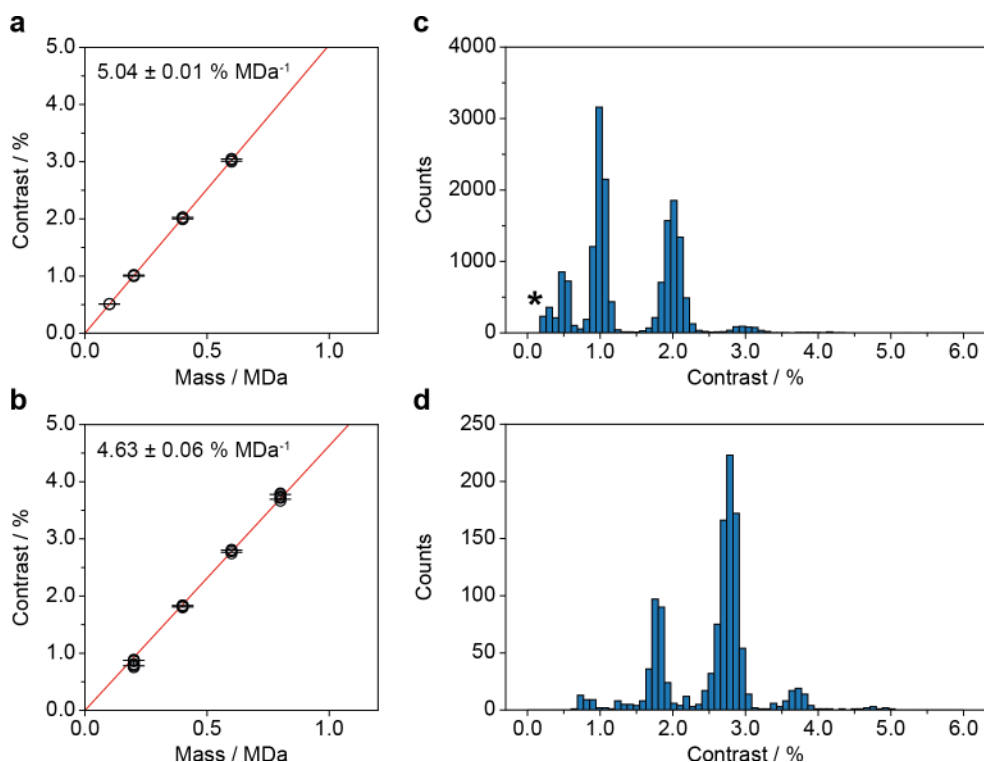 a
5.0
4.0
3.0
2.0
1.0
0.0
Contrast / %
5.04 ± 0.01 % MDa⁻¹
0.0 0.5 1.0
Mass / MDa
c
4000
3000
2000
1000
0
Counts
*
0.0 1.0 2.0 3.0 4.0 5.0 6.0
Contrast / %
b
5.0
4.0
3.0
2.0
1.0
0.0
Contrast / %
4.63 ± 0.06 % MDa⁻¹
0.0 0.5 1.0
Mass / MDa
d
250
200
150
100
50
0
Counts
0.0 1.0 2.0 3.0 4.0 5.0 6.0
Contrast / %